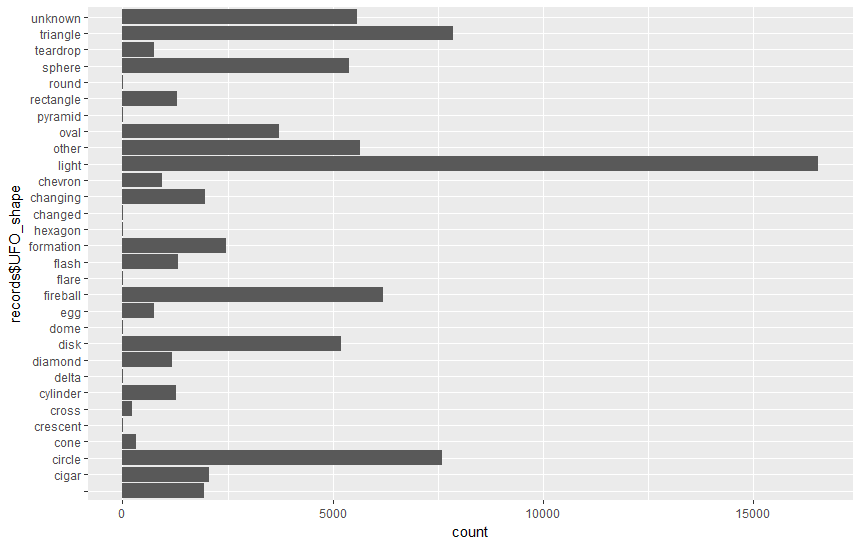 unknown
triangle
teardrop
sphere
round
rectangle
pyramid
oval
other
light
chevron
changing
changed
hexagon
formation
flash
flare
fireball
egg
dome
disk
diamond
delta
cylinder
cross
crescent
cone
circle
cigar
records$UFO_shape
0 5000 10000 15000
count